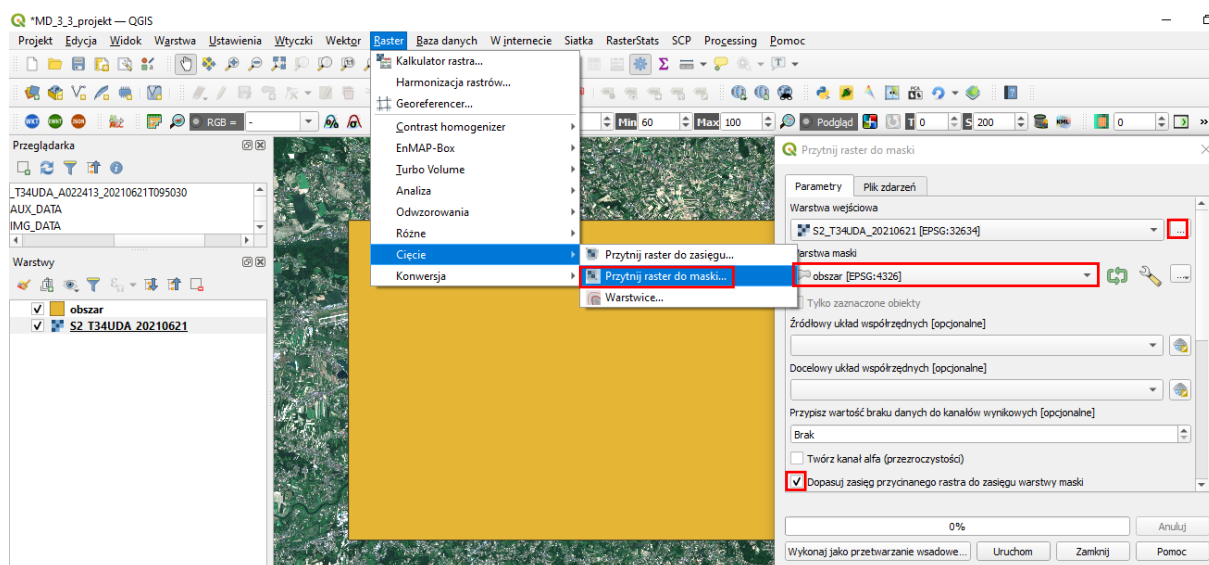 *MD_3_3_projekt — QGIS
Projekt Edycja Widok Warstwa Ustawienia Wtyczki Wektor Raster Baza danych W internecie Siatka RasterStats SCP Processing Pomoc
Kalkulator rastra...
Harmonizacja rastrów...
Georeferencer...
Contrast homogenizer
EnMAP-Box
Turbo Volume
Analiza
Odwzorowania
Różne
Cięcie
Konwersja
Przytnij raster do zasięgu...
Przytnij raster do maski...
Warstwice...
WKT EWKT JSON RGB = - Min 60 Max 100 Podgląd T 0 S 200 KML 0 »
Przeglądarka
_T34UDA_A022413_20210621T095030
AUX_DATA
IMG_DATA
Warstwy
obszar
S2_T34UDA_20210621
Przytnij raster do maski
Parametry Plik zdarzeń
Warstwa wejściowa
S2_T34UDA_20210621 [EPSG:32634] ...
Warstwa maski
obszar [EPSG:4326] ...
Tylko zaznaczone obiekty
Źródłowy układ współrzędnych [opcjonalne]
Docelowy układ współrzędnych [opcjonalne]
Przypisz wartość braku danych do kanałów wynikowych [opcjonalne]
Brak
Twórz kanał alfa (przezroczystości)
Dopasuj zasięg przycinanego rastra do zasięgu warstwy maski
0% Anuluj
Wykonaj jako przetwarzanie wsadowe... Uruchom Zamknij Pomoc